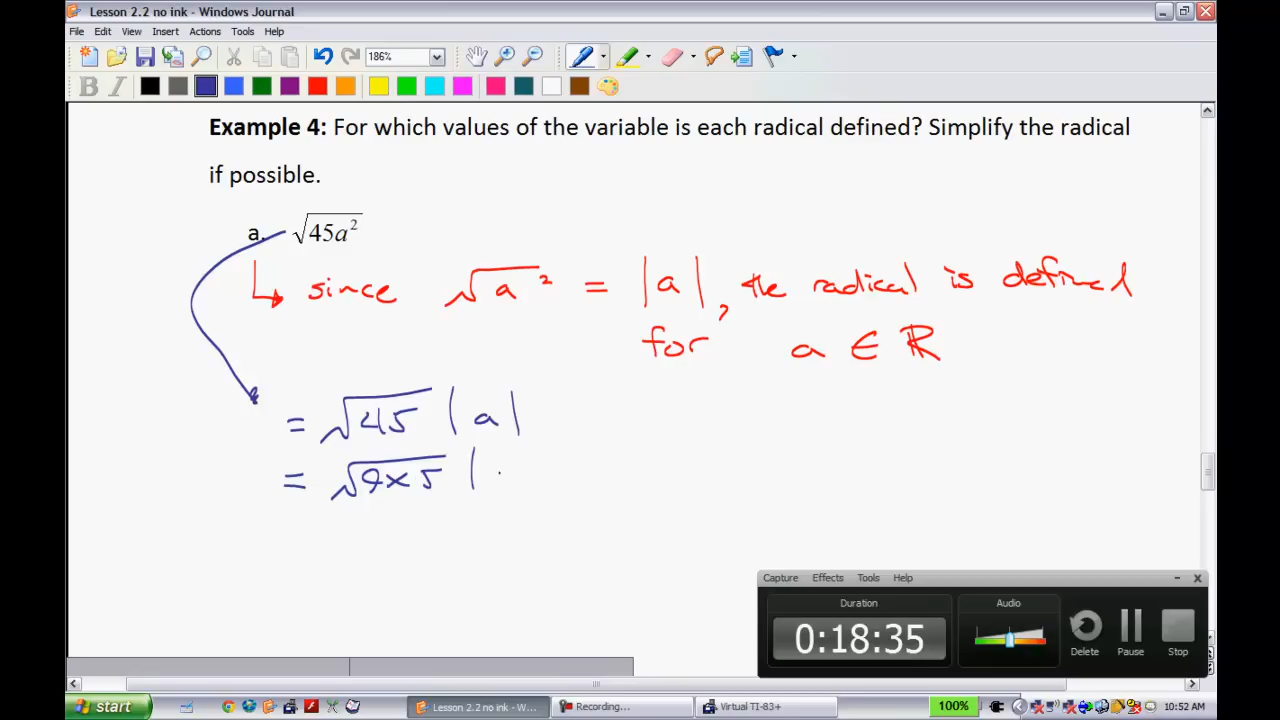 Lesson 2.2 no ink - Windows Journal
File Edit View Insert Actions Tools Help
186%
B I
Example 4: For which values of the variable is each radical defined? Simplify the radical
if possible.
a. √45a²
since √a² = |a|, the radical is defined
for a ∈ ℝ
= √45 |a|
= √9×5 |
Capture Effects Tools Help
Duration
Audio
0:18:35
Delete Pause Stop
start Lesson 2.2 no ink - W... Recording... Virtual TI-83+ 100% 10:52 AM